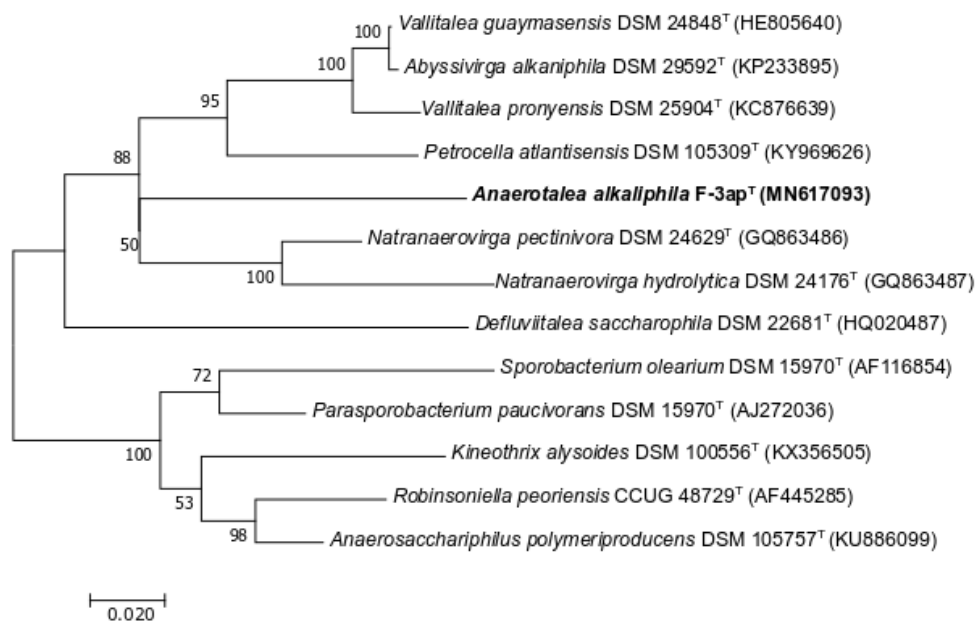 Vallitalea guaymasensis DSM 24848ᵀ (HE805640)
100
Abyssivirga alkaniphila DSM 29592ᵀ (KP233895)
100
Vallitalea pronyensis DSM 25904ᵀ (KC876639)
95
Petrocella atlantisensis DSM 105309ᵀ (KY969626)
88
Anaerotalea alkaliphila F-3apᵀ (MN617093)
50
Natranaerovirga pectinivora DSM 24629ᵀ (GQ863486)
100
Natranaerovirga hydrolytica DSM 24176ᵀ (GQ863487)
Defluviitalea saccharophila DSM 22681ᵀ (HQ020487)
Sporobacterium olearium DSM 15970ᵀ (AF116854)
72
Parasporobacterium paucivorans DSM 15970ᵀ (AJ272036)
100
Kineothrix alysoides DSM 100556ᵀ (KX356505)
53
Robinsoniella peoriensis CCUG 48729ᵀ (AF445285)
98
Anaerosacchariphilus polymeriproducens DSM 105757ᵀ (KU886099)
0.020